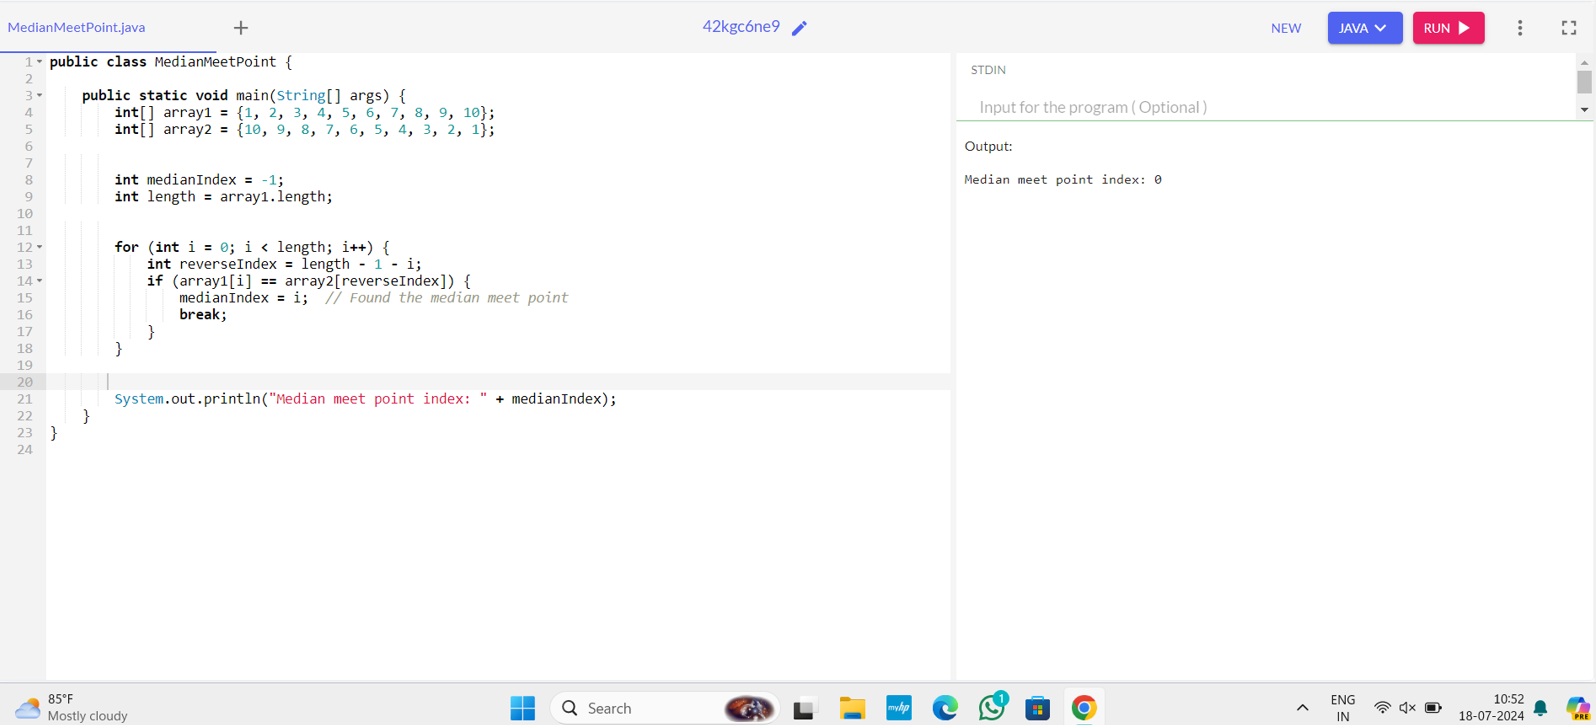 MedianMeetPoint.java
+
42kgc6ne9
NEW
JAVA
RUN
1 public class MedianMeetPoint {
2
3     public static void main(String[] args) {
4         int[] array1 = {1, 2, 3, 4, 5, 6, 7, 8, 9, 10};
5         int[] array2 = {10, 9, 8, 7, 6, 5, 4, 3, 2, 1};
6
7
8         int medianIndex = -1;
9         int length = array1.length;
10
11
12         for (int i = 0; i < length; i++) {
13             int reverseIndex = length - 1 - i;
14             if (array1[i] == array2[reverseIndex]) {
15                 medianIndex = i;  // Found the median meet point
16                 break;
17             }
18         }
19
20
21         System.out.println("Median meet point index: " + medianIndex);
22     }
23 }
24
STDIN
Input for the program ( Optional )
Output:
Median meet point index: 0
85°F
Mostly cloudy
Search
myhp
1
ENG
IN
10:52
18-07-2024
PRE